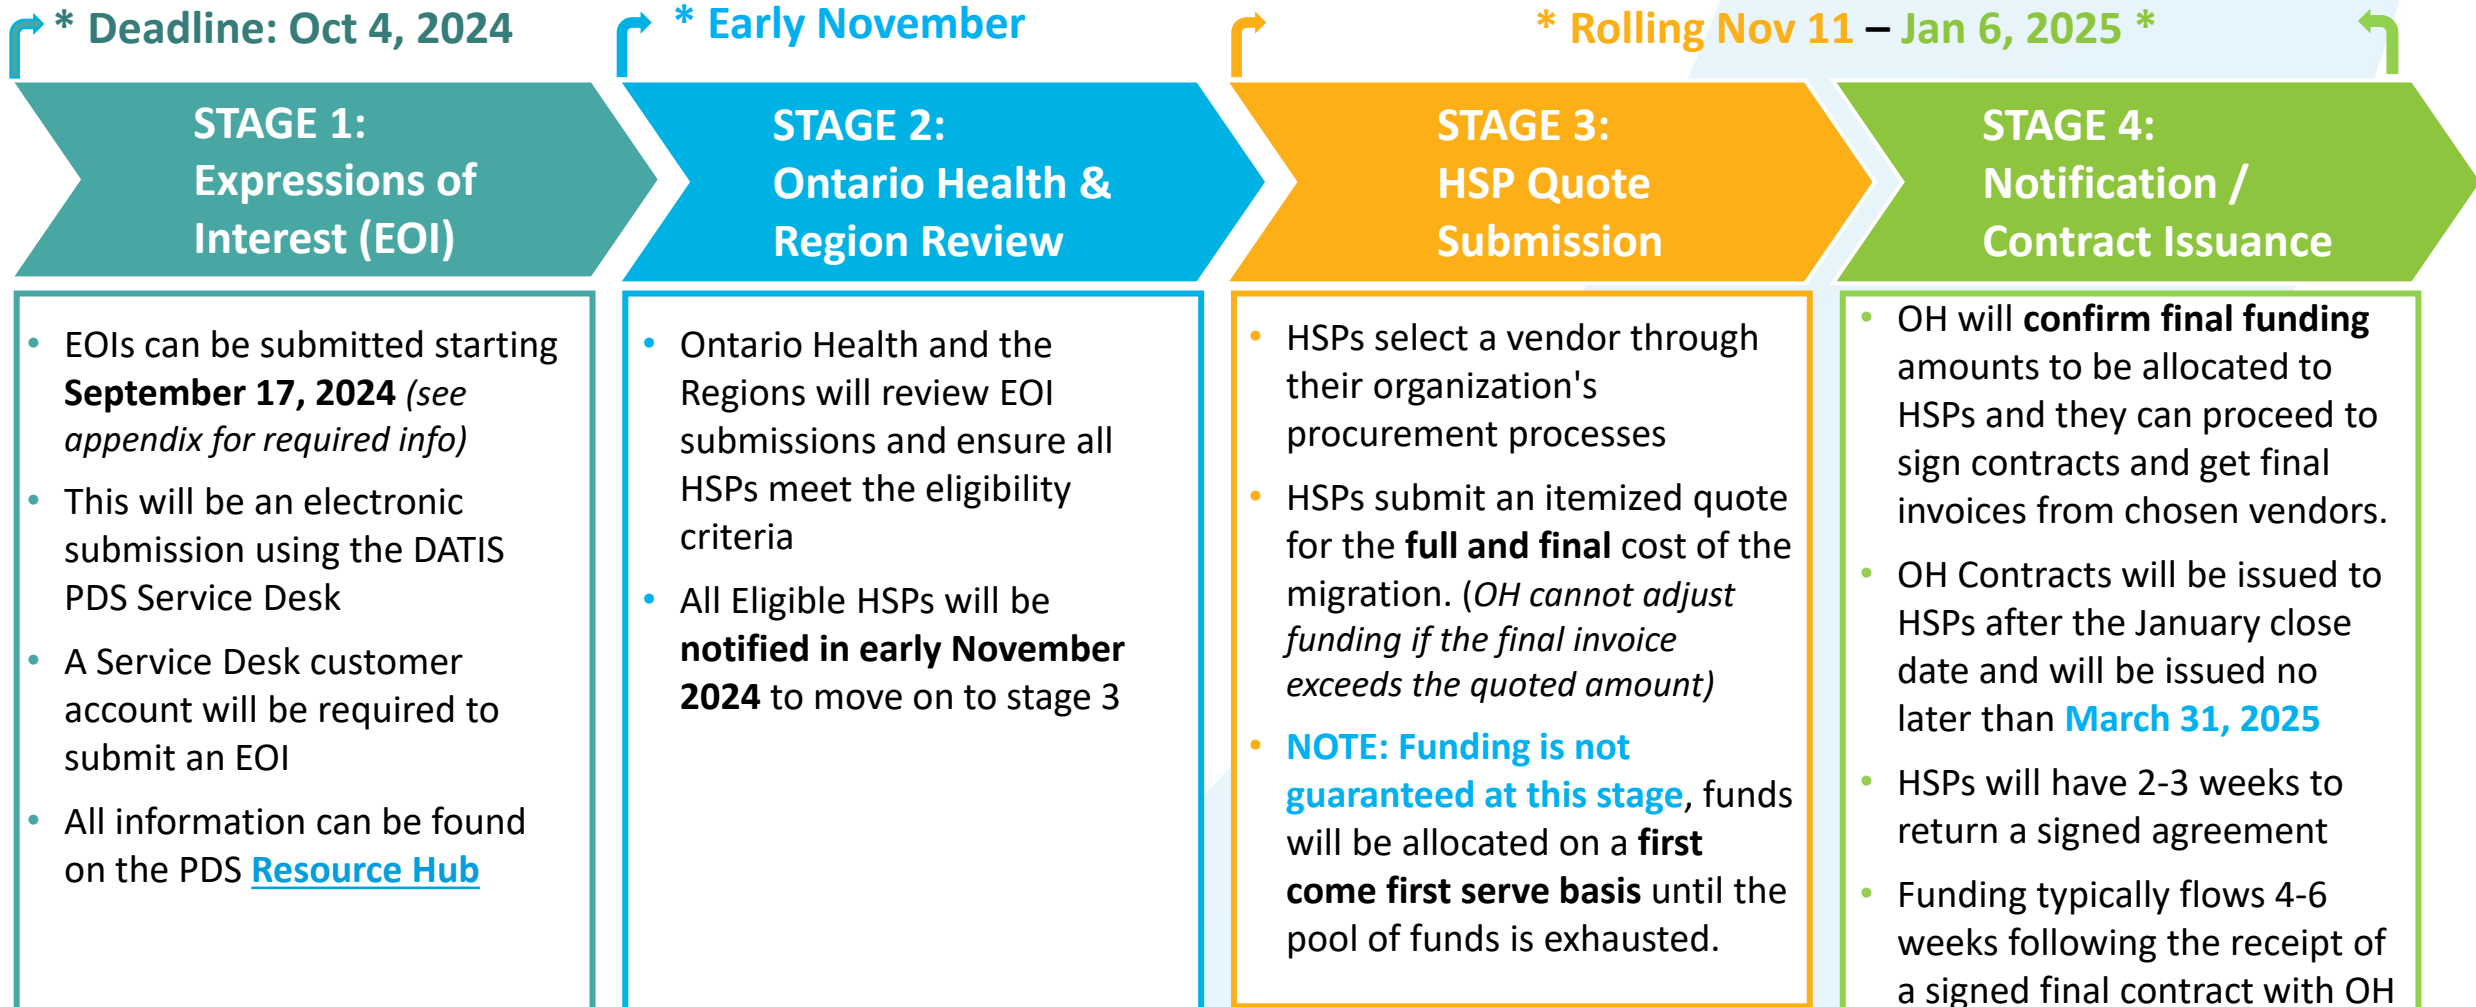 * Deadline: Oct 4, 2024
* Early November
* Rolling Nov 11 – Jan 6, 2025 *
STAGE 1:
Expressions of
Interest (EOI)
• EOIs can be submitted starting
September 17, 2024 (see
appendix for required info)
• This will be an electronic
submission using the DATIS
PDS Service Desk
• A Service Desk customer
account will be required to
submit an EOI
• All information can be found
on the PDS Resource Hub
STAGE 2:
Ontario Health &
Region Review
• Ontario Health and the
Regions will review EOI
submissions and ensure all
HSPs meet the eligibility
criteria
• All Eligible HSPs will be
notified in early November
2024 to move on to stage 3
STAGE 3:
HSP Quote
Submission
• HSPs select a vendor through
their organization's
procurement processes
• HSPs submit an itemized quote
for the full and final cost of the
migration. (OH cannot adjust
funding if the final invoice
exceeds the quoted amount)
• NOTE: Funding is not
guaranteed at this stage, funds
will be allocated on a first
come first serve basis until the
pool of funds is exhausted.
STAGE 4:
Notification /
Contract Issuance
• OH will confirm final funding
amounts to be allocated to
HSPs and they can proceed to
sign contracts and get final
invoices from chosen vendors.
• OH Contracts will be issued to
HSPs after the January close
date and will be issued no
later than March 31, 2025
• HSPs will have 2-3 weeks to
return a signed agreement
• Funding typically flows 4-6
weeks following the receipt of
a signed final contract with OH